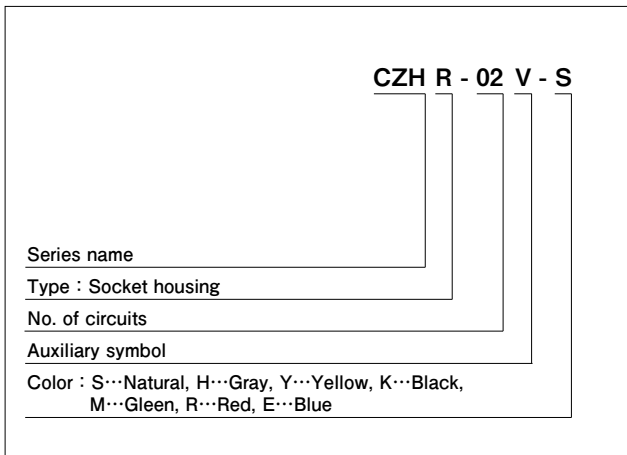 CZH R - 02 V - S
Series name
Type : Socket housing
No. of circuits
Auxiliary symbol
Color : S…Natural, H…Gray, Y…Yellow, K…Black,
M…Gleen, R…Red, E…Blue